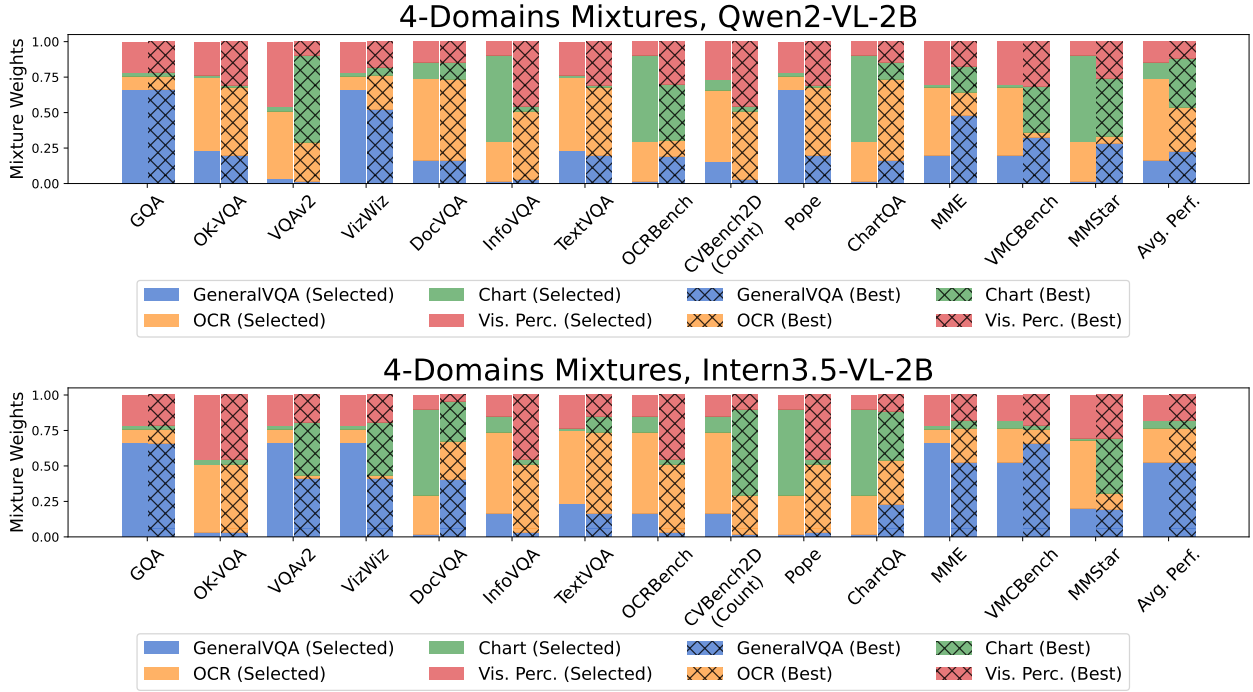 4-Domains Mixtures, Qwen2-VL-2B
Mixture Weights
1.00
0.75
0.50
0.25
0.00
GQA
OK-VQA
VQAv2
VizWiz
DocVQA
InfoVQA
TextVQA
OCRBench
CVBench2D
(Count)
Pope
ChartQA
MME
VMCBench
MMStar
Avg. Perf.
GeneralVQA (Selected)
OCR (Selected)
Chart (Selected)
Vis. Perc. (Selected)
GeneralVQA (Best)
OCR (Best)
Chart (Best)
Vis. Perc. (Best)
4-Domains Mixtures, Intern3.5-VL-2B
Mixture Weights
1.00
0.75
0.50
0.25
0.00
GQA
OK-VQA
VQAv2
VizWiz
DocVQA
InfoVQA
TextVQA
OCRBench
CVBench2D
(Count)
Pope
ChartQA
MME
VMCBench
MMStar
Avg. Perf.
GeneralVQA (Selected)
OCR (Selected)
Chart (Selected)
Vis. Perc. (Selected)
GeneralVQA (Best)
OCR (Best)
Chart (Best)
Vis. Perc. (Best)